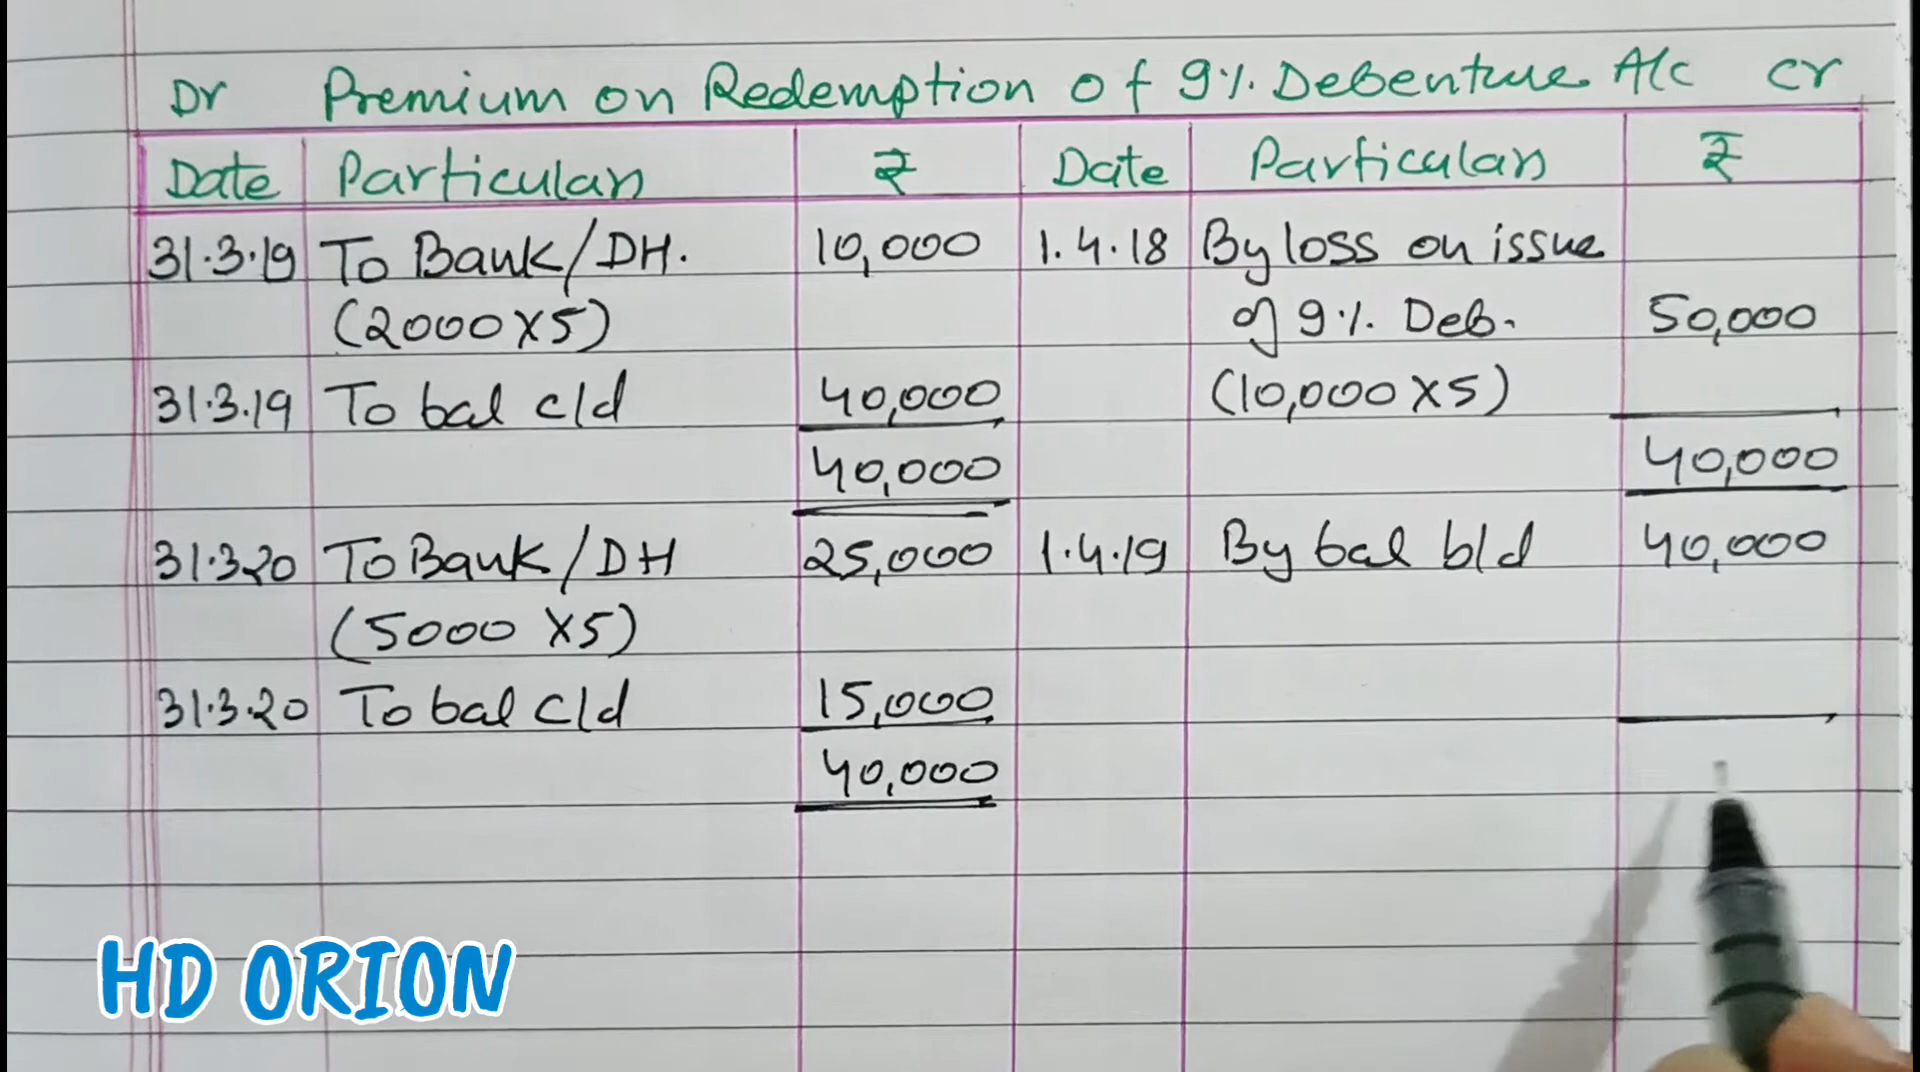 Dr Premium on Redemption of 9%. Debenture A/c Cr
Date Particulars ₹ Date Particulars ₹
31.3.19 To Bank/DH. 10,000 1.4.18 By loss on issue
(2000X5) of 9%. Deb. 50,000
31.3.19 To bal c/d 40,000 (10,000X5)
40,000 40,000
31.3.20 To Bank/DH 25,000 1.4.19 By bal b/d 40,000
(5000 X5)
31.3.20 To bal c/d 15,000
40,000
HD ORION